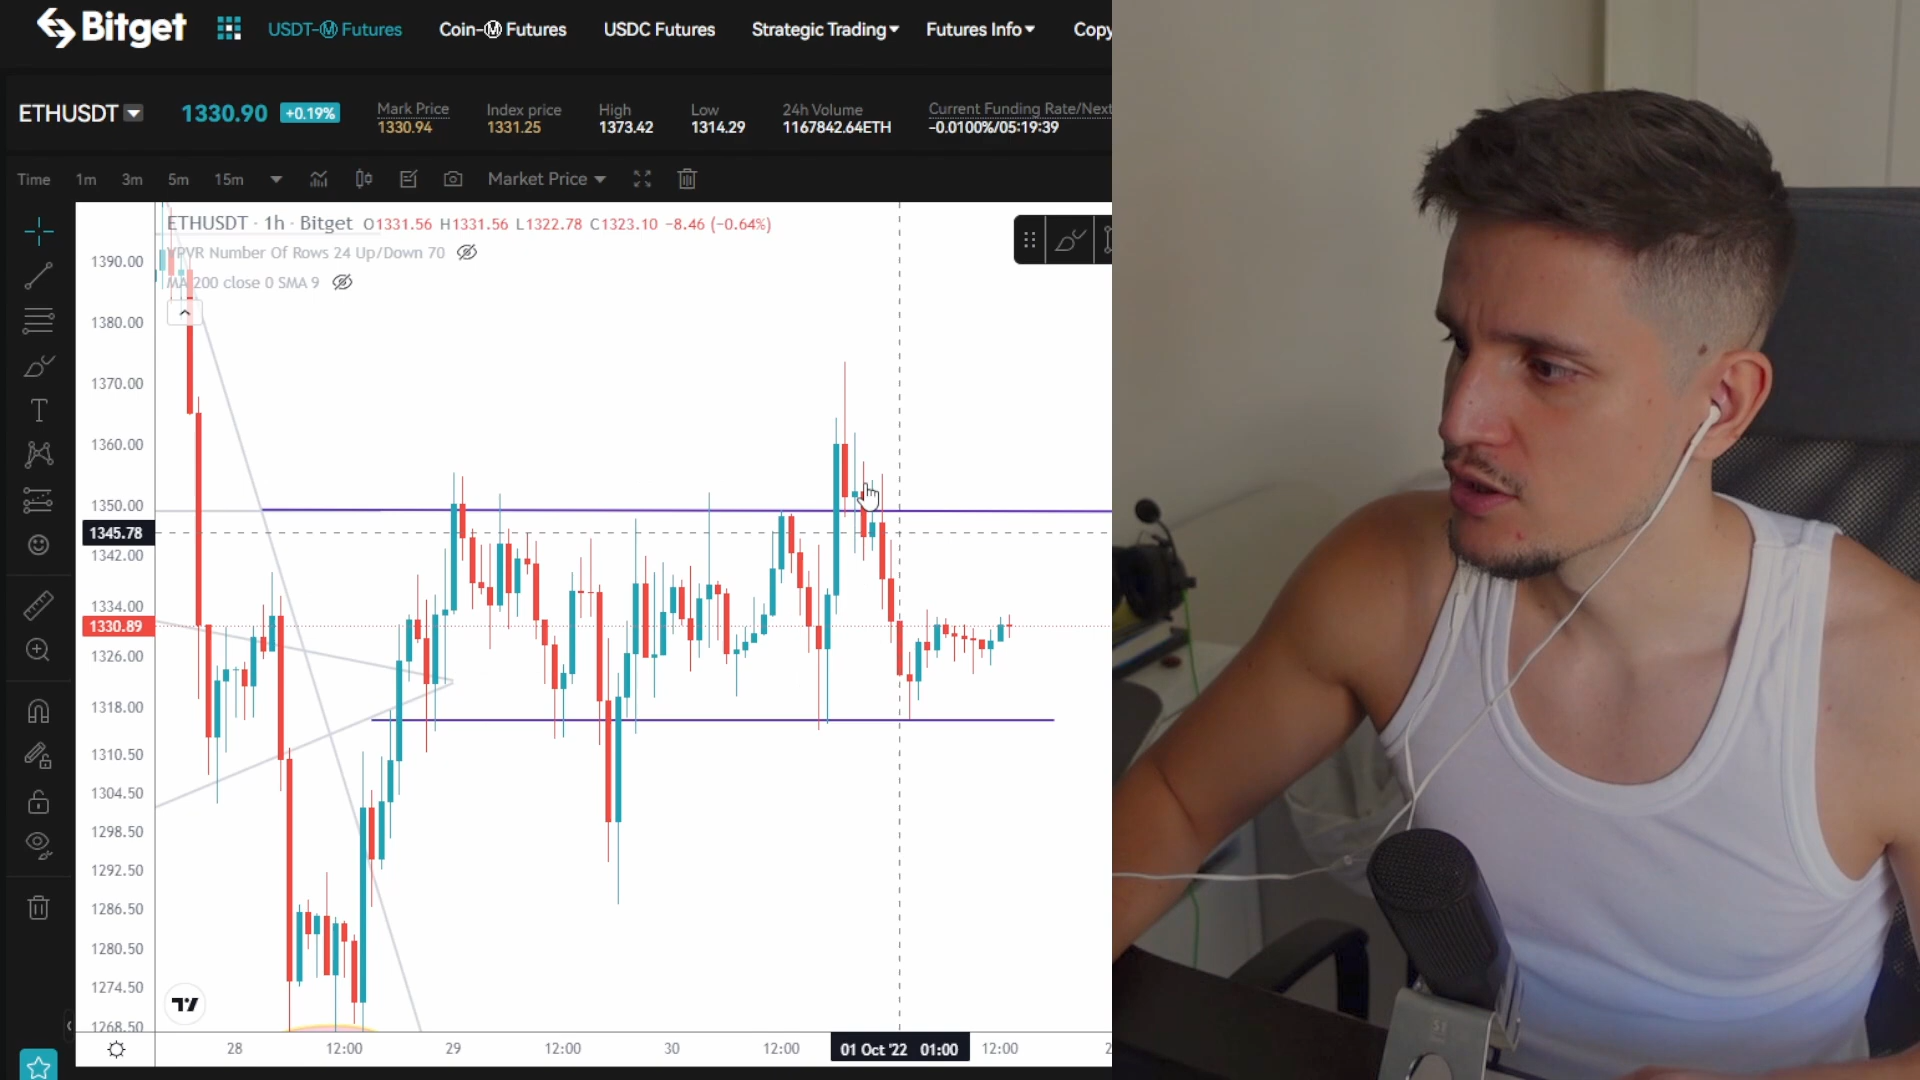 Bitget
USDT-Ⓜ Futures
Coin-Ⓜ Futures
USDC Futures
Strategic Trading
Futures Info
Copy
ETHUSDT
1330.90
+0.19%
Mark Price
1330.94
Index price
1331.25
High
1373.42
Low
1314.29
24h Volume
1167842.64ETH
Current Funding Rate/Next
-0.0100%/05:19:39
Time
1m
3m
5m
15m
Market Price
ETHUSDT · 1h · Bitget O1331.56 H1331.56 L1322.78 C1323.10 −8.46 (−0.64%)
VPVR Number Of Rows 24 Up/Down 70
MA 200 close 0 SMA 9
1390.00
1380.00
1370.00
1360.00
1350.00
1345.78
1342.00
1334.00
1330.89
1326.00
1318.00
1310.50
1304.50
1298.50
1292.50
1286.50
1280.50
1274.50
1268.50
28
12:00
29
12:00
30
12:00
01 Oct '22 01:00
12:00
2